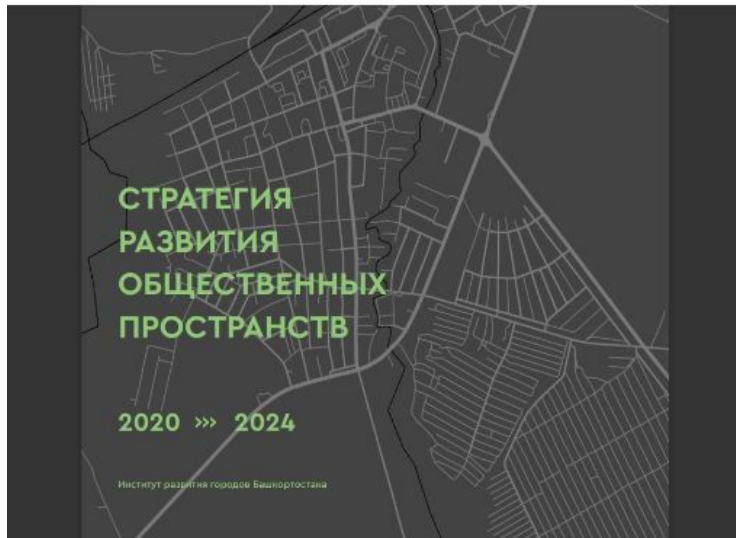 СТРАТЕГИЯ
РАЗВИТИЯ
ОБЩЕСТВЕННЫХ
ПРОСТРАНСТВ
2020 »› 2024
Институт развития городов Башкортостана